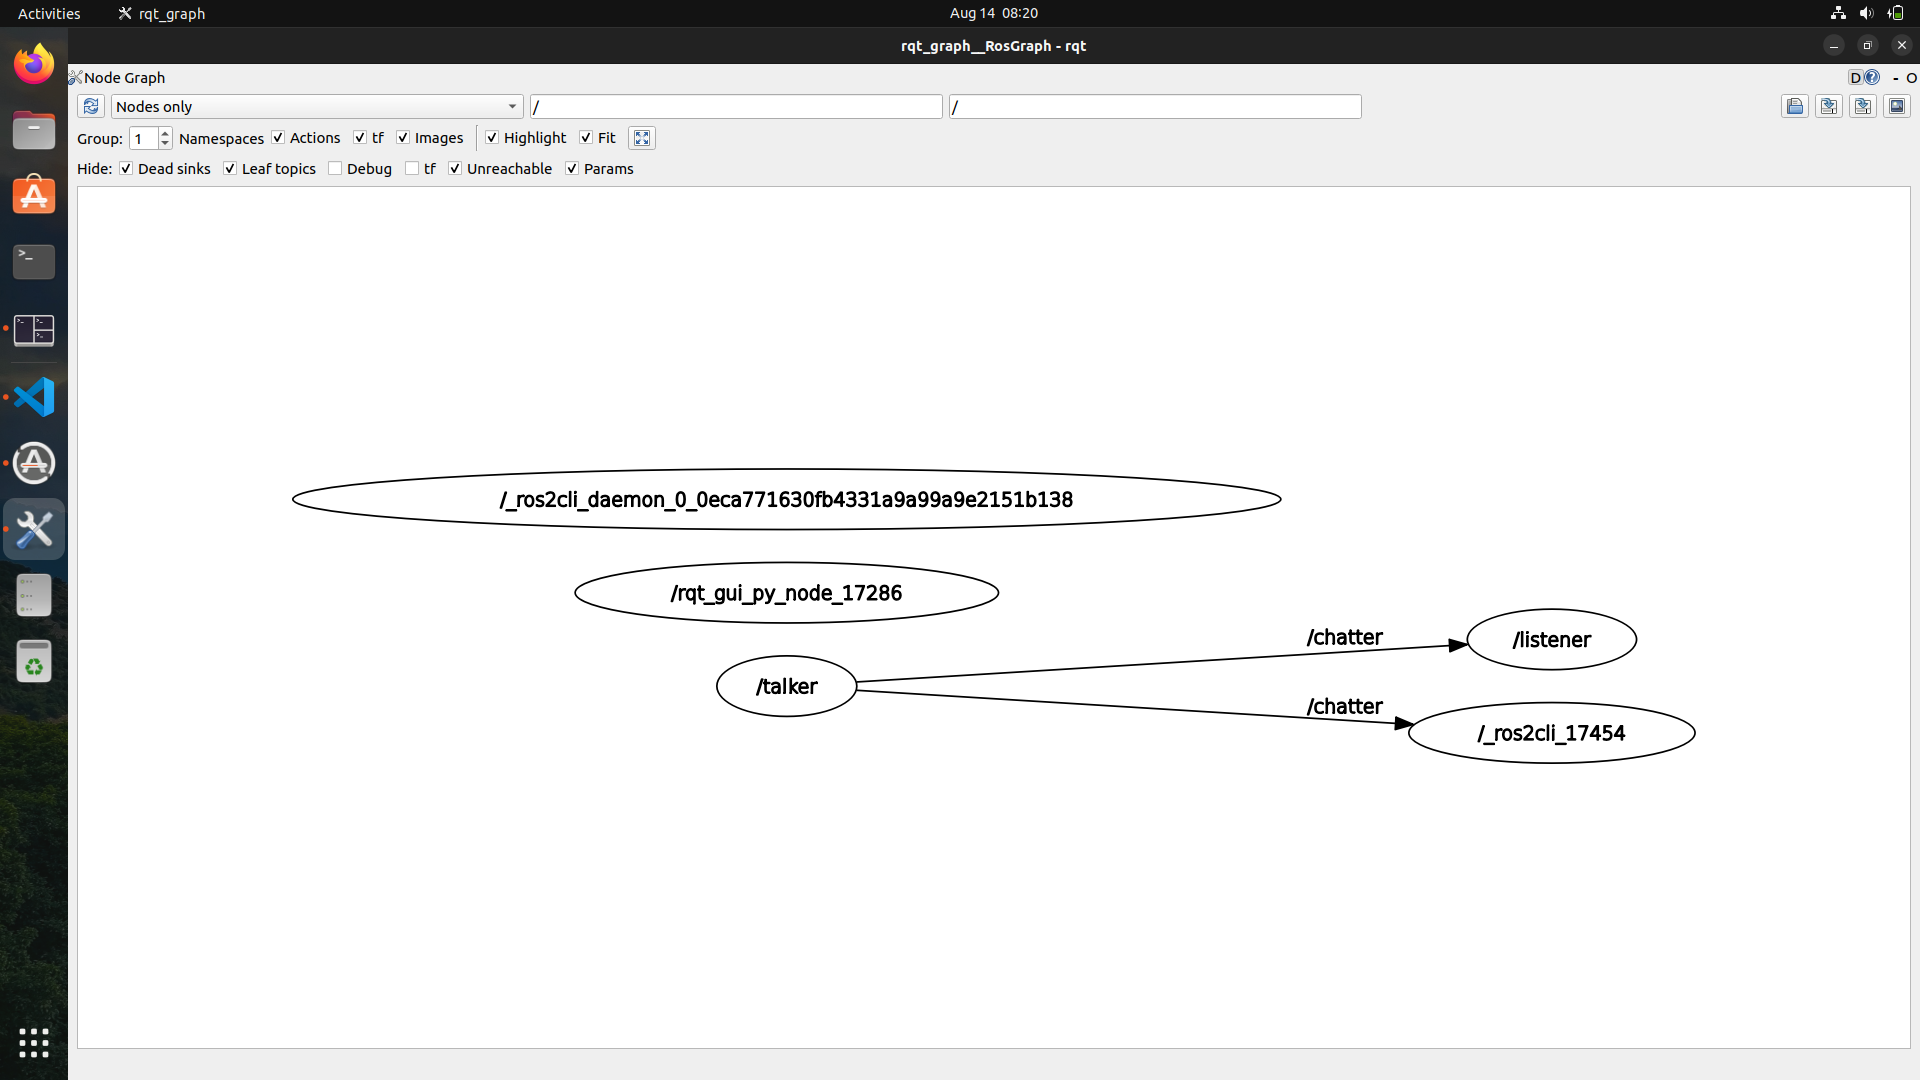 Activities rqt_graph Aug 14 08:20
rqt_graph__RosGraph - rqt
Node Graph D - O
Nodes only / /
Group: 1 Namespaces Actions tf Images Highlight Fit
Hide: Dead sinks Leaf topics Debug tf Unreachable Params
/_ros2cli_daemon_0_0eca771630fb4331a9a99a9e2151b138
/rqt_gui_py_node_17286
/chatter
/listener
/talker
/chatter
/_ros2cli_17454